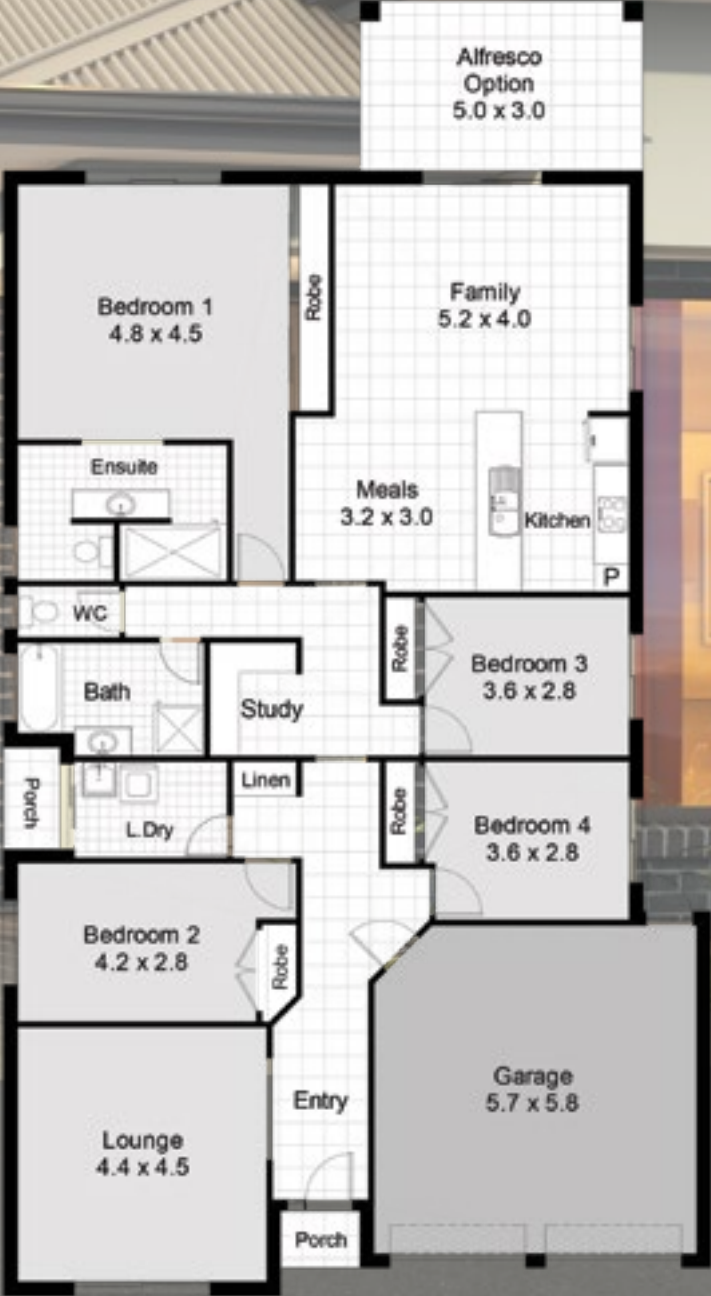 Alfresco
Option
5.0 x 3.0
Bedroom 1
4.8 x 4.5
Robe
Family
5.2 x 4.0
Ensuite
Meals
3.2 x 3.0
Kitchen
P
WC
Bath
Study
Robe
Bedroom 3
3.6 x 2.8
Porch
Linen
L.Dry
Robe
Bedroom 4
3.6 x 2.8
Bedroom 2
4.2 x 2.8
Robe
Entry
Garage
5.7 x 5.8
Lounge
4.4 x 4.5
Porch